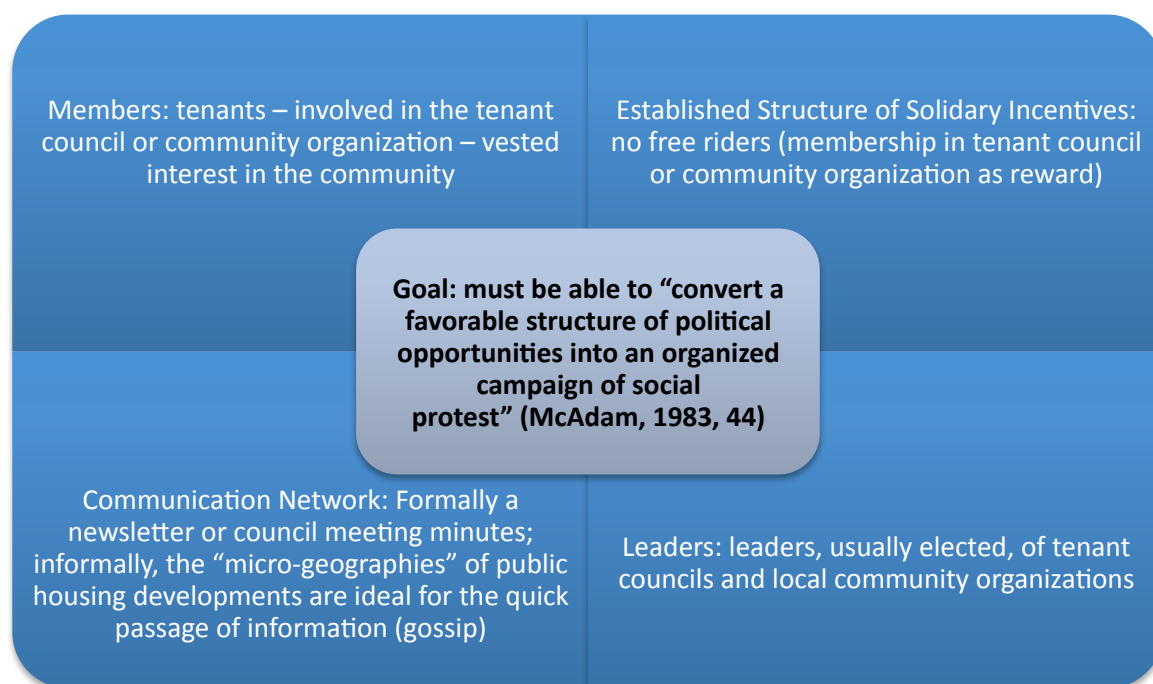 Members: tenants – involved in the tenant
council or community organization – vested
interest in the community
Established Structure of Solidary Incentives:
no free riders (membership in tenant council
or community organization as reward)
Goal: must be able to “convert a
favorable structure of political
opportunities into an organized
campaign of social
protest” (McAdam, 1983, 44)
Communication Network: Formally a
newsletter or council meeting minutes;
informally, the “micro-geographies” of public
housing developments are ideal for the quick
passage of information (gossip)
Leaders: leaders, usually elected, of tenant
councils and local community organizations